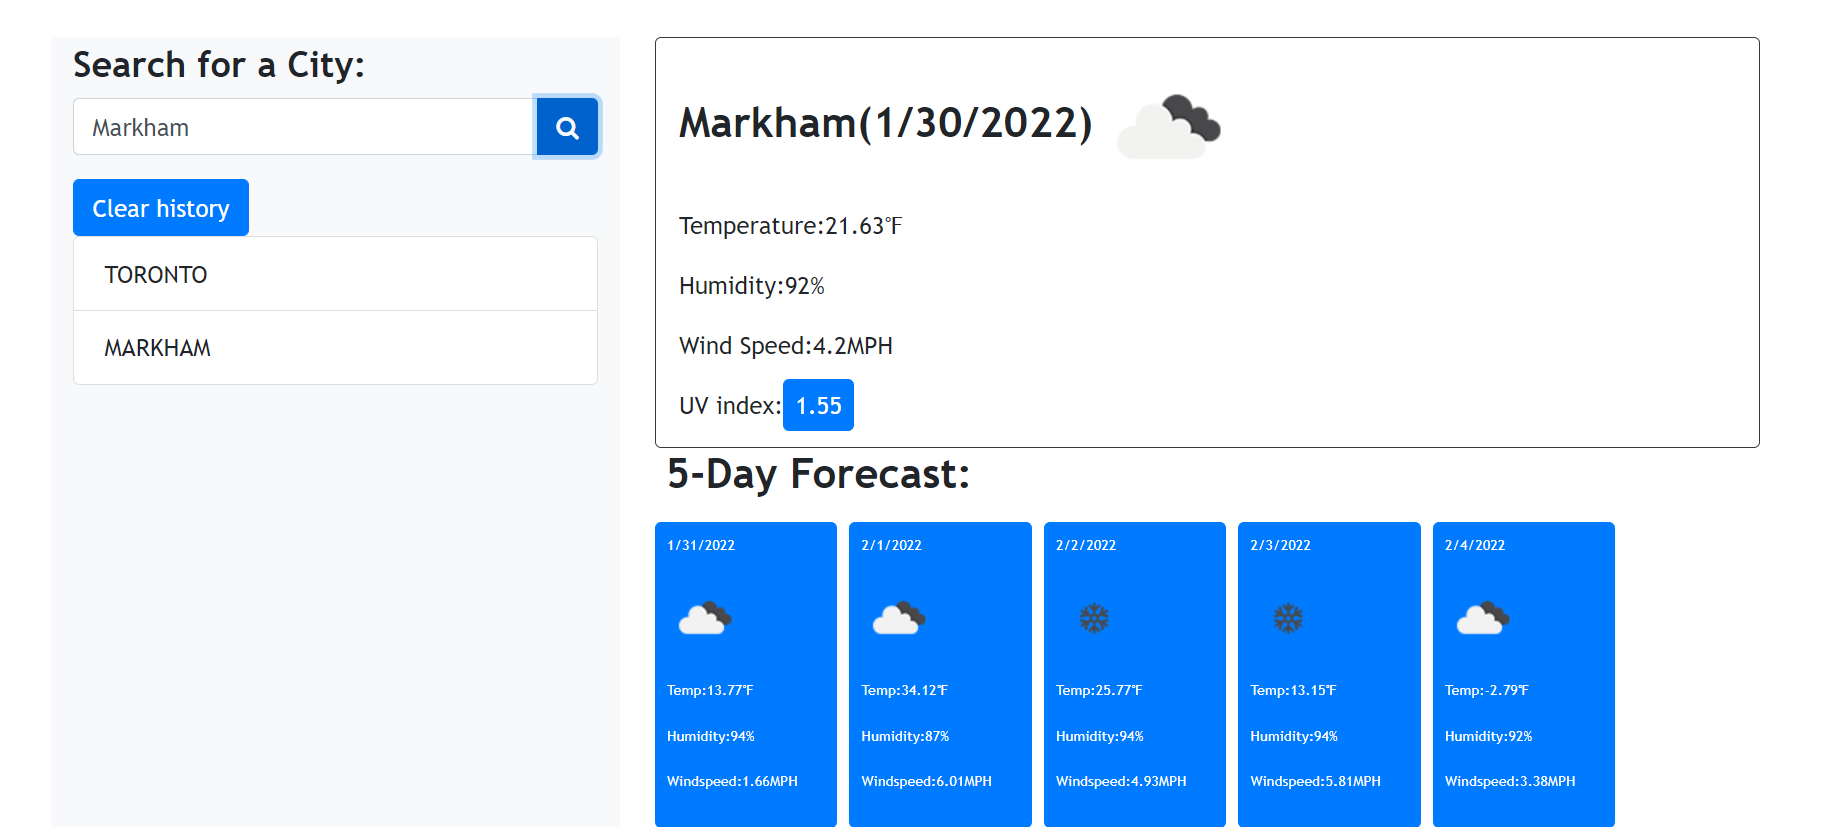 Search for a City:
Markham
Clear history
TORONTO
MARKHAM
Markham(1/30/2022)
Temperature:21.63°F
Humidity:92%
Wind Speed:4.2MPH
UV index:1.55
5-Day Forecast:
1/31/2022
Temp:13.77°F
Humidity:94%
Windspeed:1.66MPH
2/1/2022
Temp:34.12°F
Humidity:87%
Windspeed:6.01MPH
2/2/2022
Temp:25.77°F
Humidity:94%
Windspeed:4.93MPH
2/3/2022
Temp:13.15°F
Humidity:94%
Windspeed:5.81MPH
2/4/2022
Temp:-2.79°F
Humidity:92%
Windspeed:3.38MPH